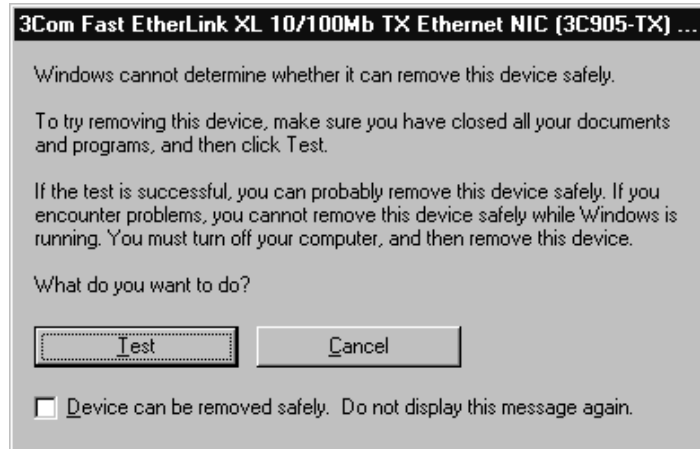 3Com Fast EtherLink XL 10/100Mb TX Ethernet NIC (3C905-TX) ...
Windows cannot determine whether it can remove this device safely.
To try removing this device, make sure you have closed all your documents
and programs, and then click Test.
If the test is successful, you can probably remove this device safely. If you
encounter problems, you cannot remove this device safely while Windows is
running. You must turn off your computer, and then remove this device.
What do you want to do?
Test
Cancel
Device can be removed safely.  Do not display this message again.